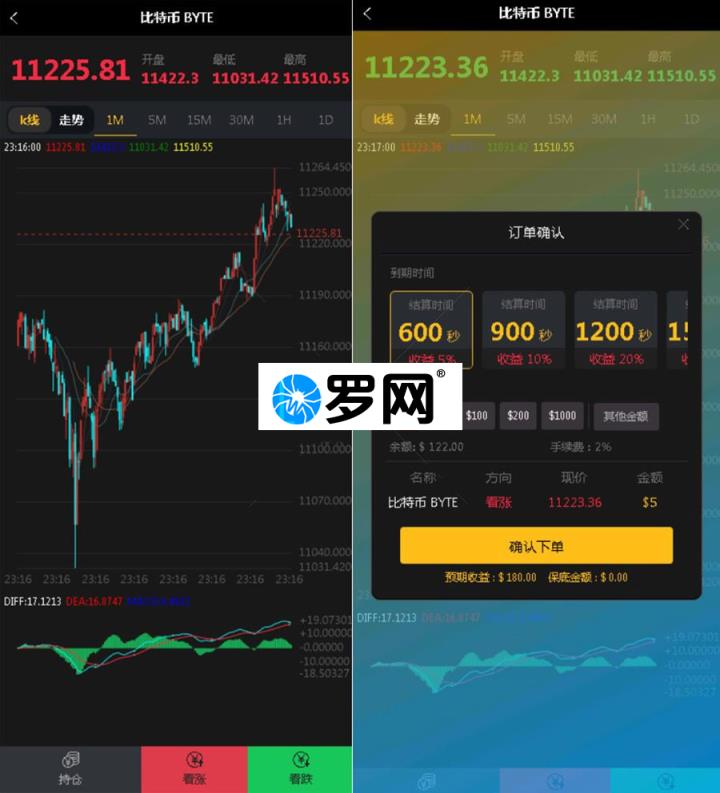 比特币 BYTE
11225.81
开盘 最低 最高
11422.3 11031.42 11510.55
k线 走势 1M 5M 15M 30M 1H 1D
23:16:00 11225.81 11031.42 11510.55
11264.450
11250.000
11225.81
11220.000
11190.000
11160.000
11100.000
11070.000
11040.000
11031.420
23:16 23:16 23:16 23:16 23:16 23:16 23:16 23:16
DIFF:17.1213 DEA:16.8747
+19.07301
+10.00000
-0.00000
-10.00000
-18.50327
持仓 看涨 看跌
罗网®
比特币 BYTE
11223.36
开盘 最低 最高
11422.3 11031.42 11510.55
k线 走势 1M 5M 15M 30M 1H 1D
23:17:00 11223.36 11031.42 11510.55
11264.450
11250.000
订单确认
到期时间
结算时间 结算时间 结算时间
600 秒 900 秒 1200 秒
收益 5% 收益 10% 收益 20%
$100 $200 $1000 其他金额
余额: $ 122.00 手续费 : 2%
名称 方向 现价 金额
比特币 BYTE 看涨 11223.36 $5
确认下单
预期收益 : $ 180.00 保底金额 : $ 0.00
DIFF:17.1213 DEA:16.8747
+19.07301
+10.00000
-0.00000
-10.00000
-18.50327